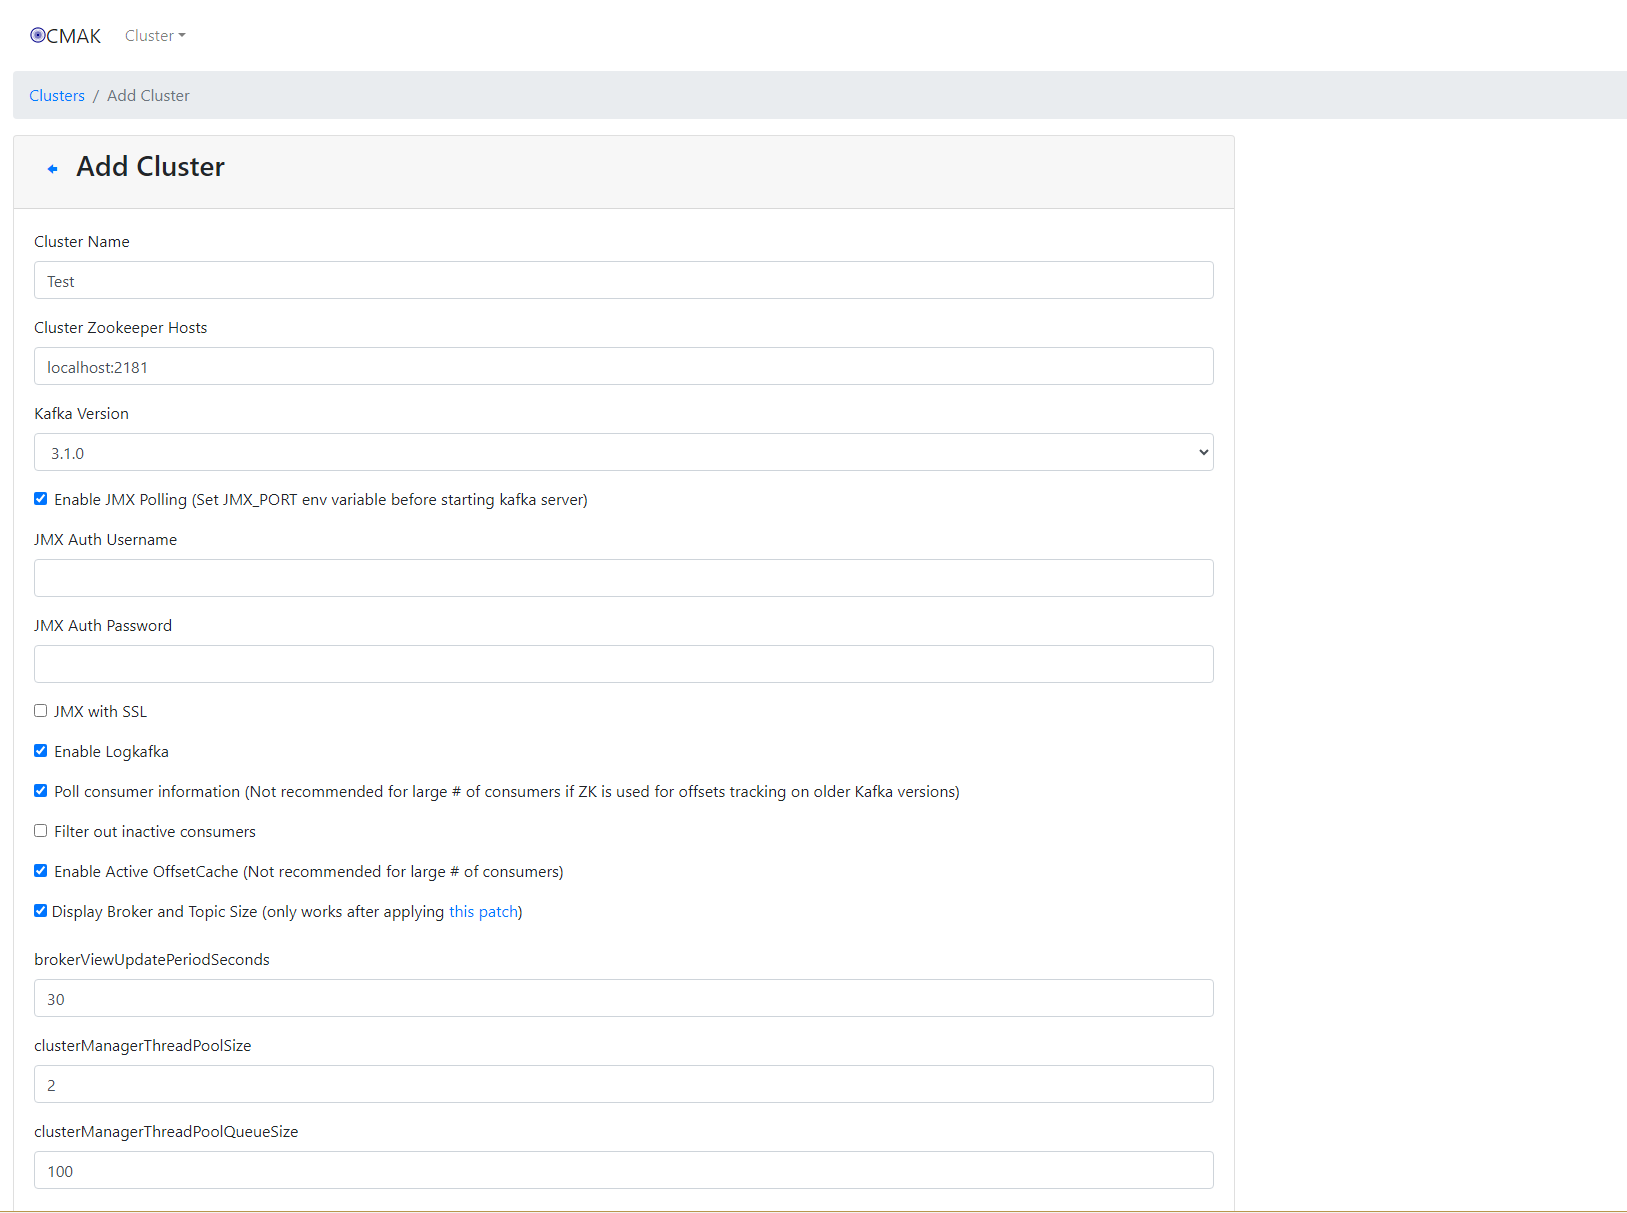 CMAK Cluster
Clusters / Add Cluster
Add Cluster
Cluster Name
Test
Cluster Zookeeper Hosts
localhost:2181
Kafka Version
3.1.0
Enable JMX Polling (Set JMX_PORT env variable before starting kafka server)
JMX Auth Username
JMX Auth Password
JMX with SSL
Enable Logkafka
Poll consumer information (Not recommended for large # of consumers if ZK is used for offsets tracking on older Kafka versions)
Filter out inactive consumers
Enable Active OffsetCache (Not recommended for large # of consumers)
Display Broker and Topic Size (only works after applying this patch)
brokerViewUpdatePeriodSeconds
30
clusterManagerThreadPoolSize
2
clusterManagerThreadPoolQueueSize
100